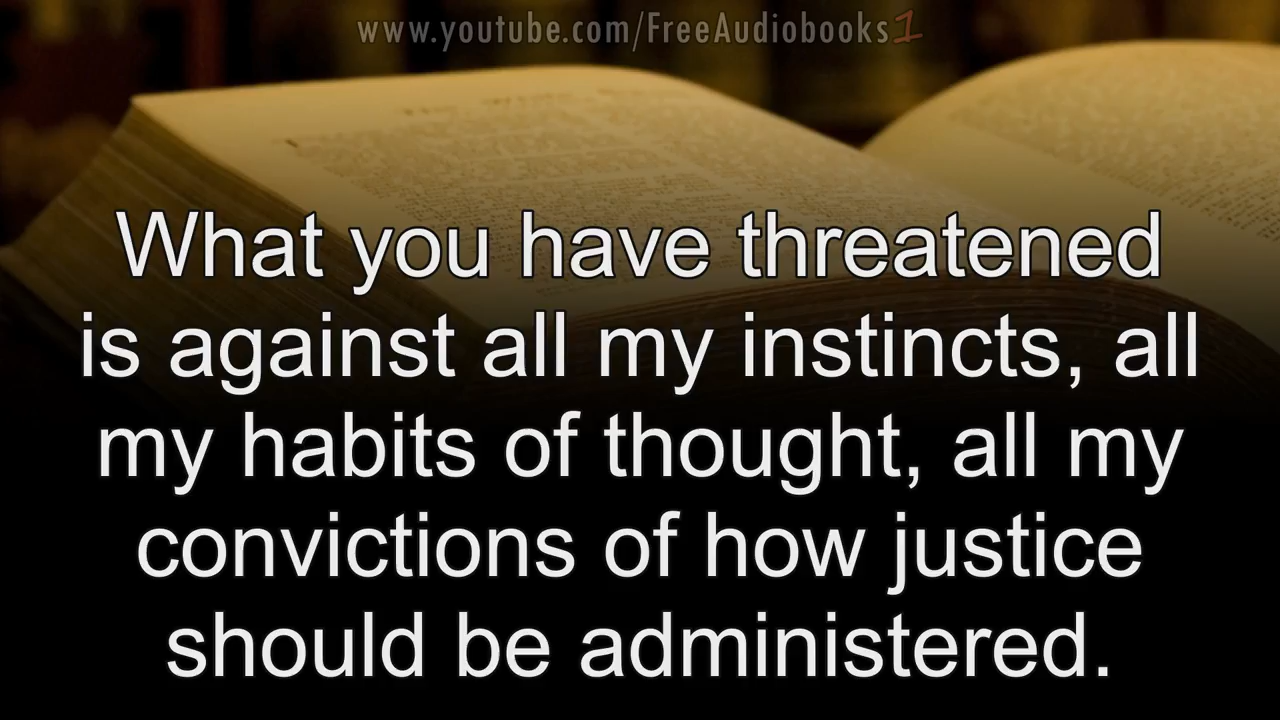 www.youtube.com/FreeAudiobooks1
What you have threatened
is against all my instincts, all
my habits of thought, all my
convictions of how justice
should be administered.